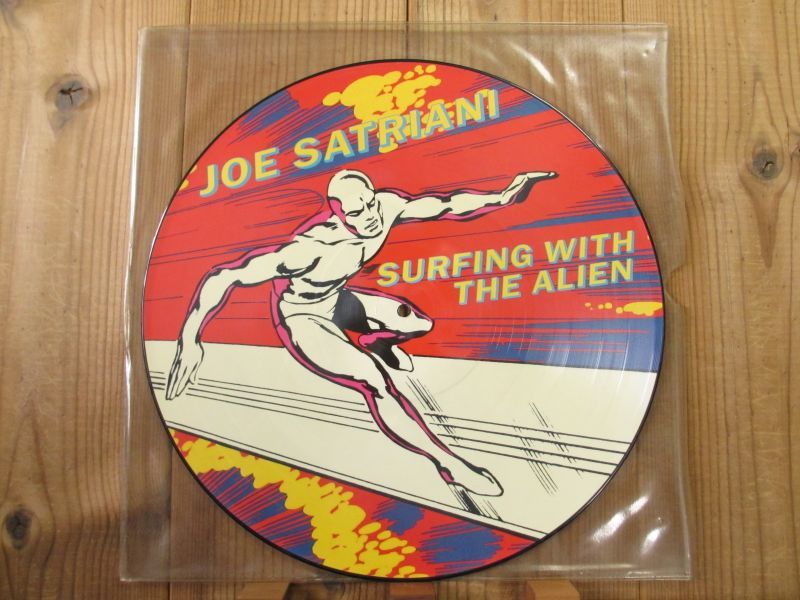 JOE SATRIANI
SURFING WITH
THE ALIEN